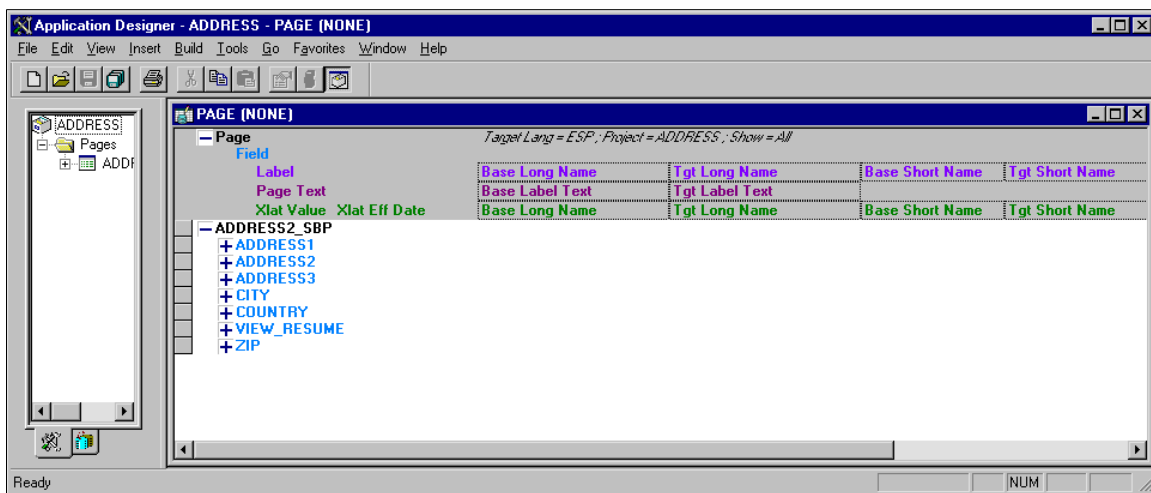 Application Designer - ADDRESS - PAGE (NONE)
File Edit View Insert Build Tools Go Favorites Window Help
ADDRESS
Pages
ADDR
PAGE (NONE)
Page Target Lang = ESP ; Project = ADDRESS ; Show = All
Field
Label Base Long Name Tgt Long Name Base Short Name Tgt Short Name
Page Text Base Label Text Tgt Label Text
Xlat Value Xlat Eff Date Base Long Name Tgt Long Name Base Short Name Tgt Short Name
ADDRESS2_SBP
ADDRESS1
ADDRESS2
ADDRESS3
CITY
COUNTRY
VIEW_RESUME
ZIP
Ready NUM